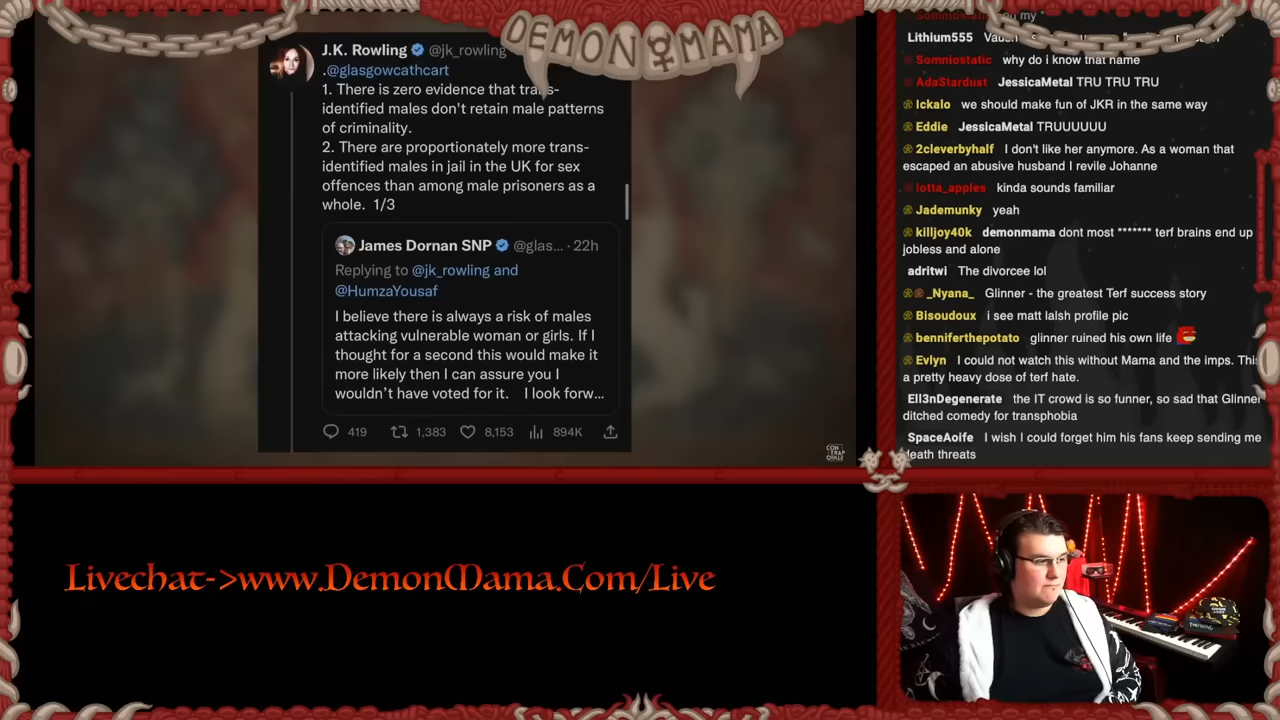 DEMON MAMA
J.K. Rowling @jk_rowling
.@glasgowcathcart
1. There is zero evidence that trans-
identified males don't retain male patterns
of criminality.
2. There are proportionately more trans-
identified males in jail in the UK for sex
offences than among male prisoners as a
whole. 1/3
James Dornan SNP @glas... · 22h
Replying to @jk_rowling and
@HumzaYousaf
I believe there is always a risk of males
attacking vulnerable woman or girls. If I
thought for a second this would make it
more likely then I can assure you I
wouldn't have voted for it. I look forw...
419 1,383 8,153 894K
CON
TRAP
Livechat->www.DemonMama.Com/Live
Somniostatic my
Lithium555
Somniostatic why do i know that name
AdaStardust JessicaMetal TRU TRU TRU
Ickalo we should make fun of JKR in the same way
Eddie JessicaMetal TRUUUUUU
2cleverbyhalf I don't like her anymore. As a woman that
escaped an abusive husband I revile Johanne
lotta_apples kinda sounds familiar
Jademunky yeah
killjoy40k demonmama dont most ******* terf brains end up
jobless and alone
adritwi The divorcee lol
_Nyana_ Glinner - the greatest Terf success story
Bisoudoux i see matt lalsh profile pic
benniferthepotato glinner ruined his own life
Evlyn I could not watch this without Mama and the imps. This
a pretty heavy dose of terf hate.
Ell3nDegenerate the IT crowd is so funner, so sad that Glinner
ditched comedy for transphobia
SpaceAoife I wish I could forget him his fans keep sending me
death threats